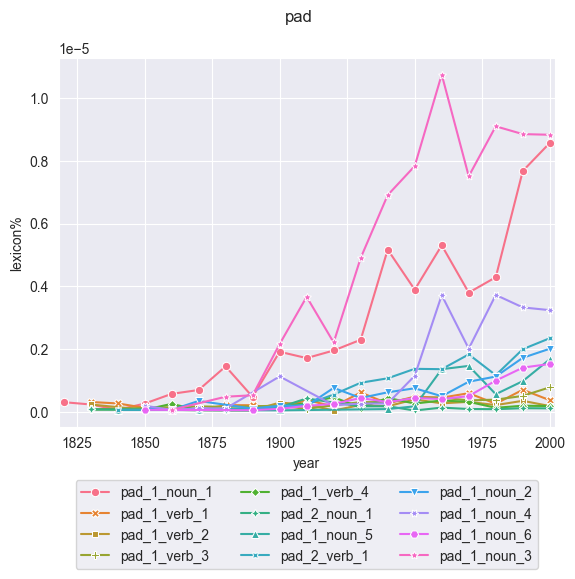 pad
1e−5
1.0
0.8
0.6
0.4
0.2
0.0
lexicon%
1825 1850 1875 1900 1925 1950 1975 2000
year
pad_1_noun_1 pad_1_verb_4 pad_1_noun_2
pad_1_verb_1 pad_2_noun_1 pad_1_noun_4
pad_1_verb_2 pad_1_noun_5 pad_1_noun_6
pad_1_verb_3 pad_2_verb_1 pad_1_noun_3